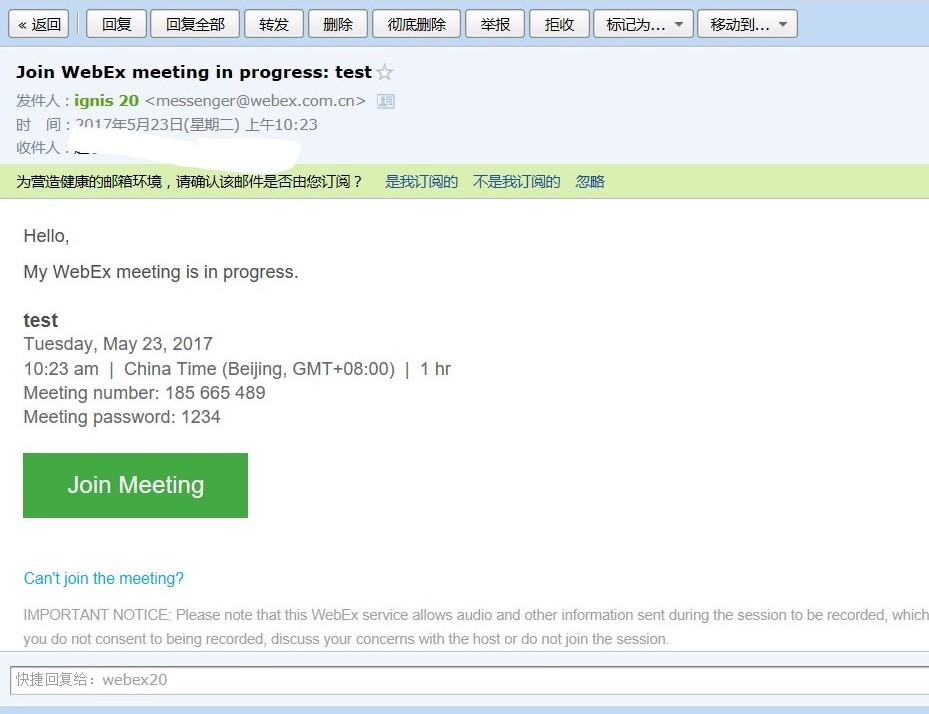 « 返回 回复 回复全部 转发 删除 彻底删除 举报 拒收 标记为... 移动到...
Join WebEx meeting in progress: test
发件人：ignis 20 <messenger@webex.com.cn>
时 间：2017年5月23日(星期二) 上午10:23
收件人：
为营造健康的邮箱环境，请确认该邮件是否由您订阅？ 是我订阅的 不是我订阅的 忽略
Hello,
My WebEx meeting is in progress.
test
Tuesday, May 23, 2017
10:23 am | China Time (Beijing, GMT+08:00) | 1 hr
Meeting number: 185 665 489
Meeting password: 1234
Join Meeting
Can't join the meeting?
IMPORTANT NOTICE: Please note that this WebEx service allows audio and other information sent during the session to be recorded, which
you do not consent to being recorded, discuss your concerns with the host or do not join the session.
快捷回复给：webex20